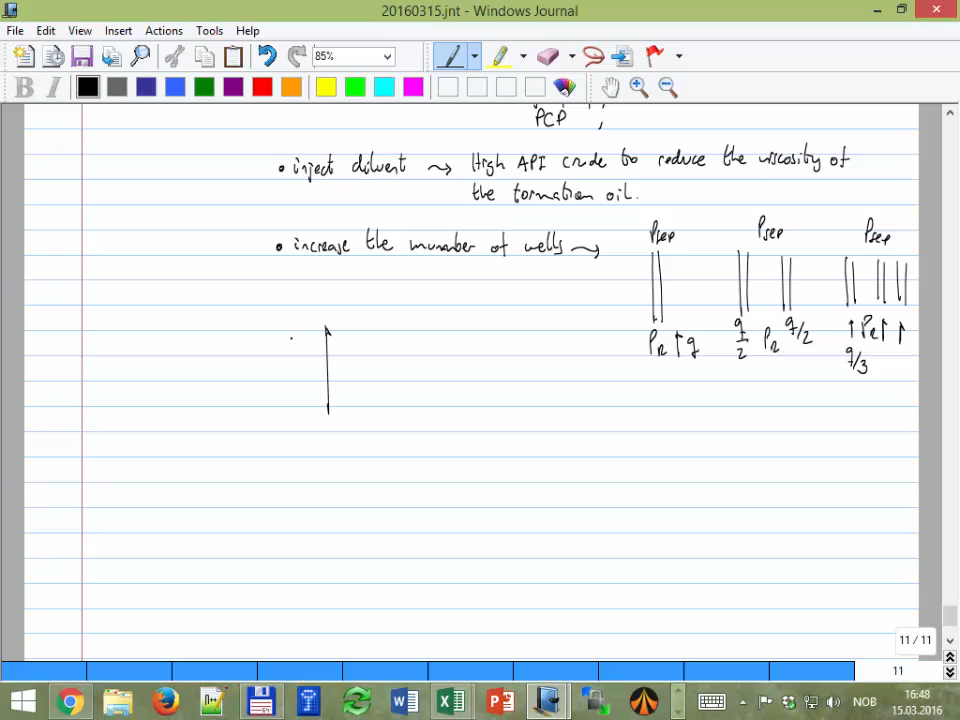 20160315.jnt - Windows Journal
File Edit View Insert Actions Tools Help
85%
B I
PCP ,
• inject diluent ⇝ High API crude to reduce the viscosity of
the formation oil.
• increase the munaber of wells ⇝
Psep Psep Psep
PR ↑ q
q/2 PR q/2
↑ ↑ PR ↑ ↑
q/3
11 / 11
11
NOB
16:48
15.03.2016